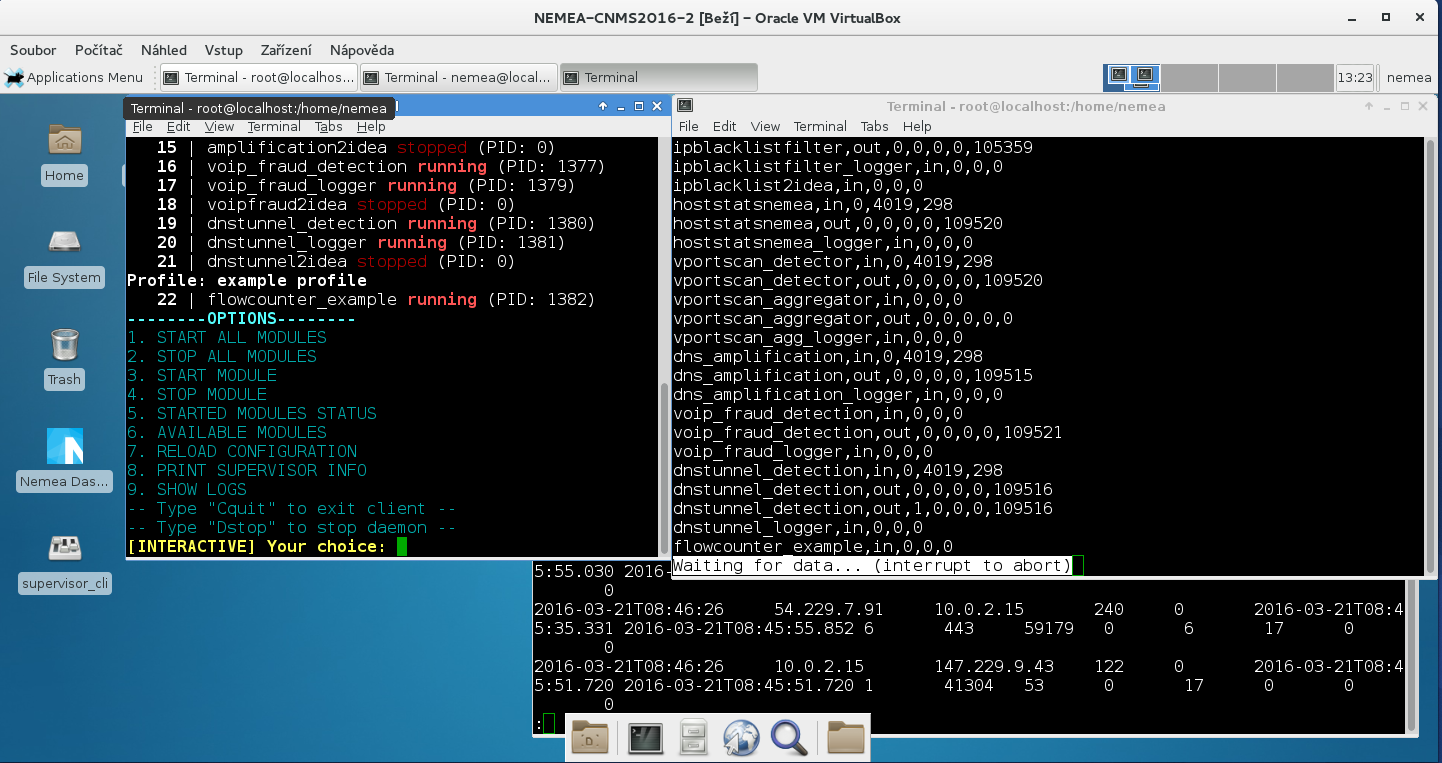 NEMEA-CNMS2016-2 [Beží] - Oracle VM VirtualBox
Soubor Počítač Náhled Vstup Zařízení Nápověda
Applications Menu Terminal - root@localhos... Terminal - nemea@local... Terminal 13:23 nemea
Terminal - root@localhost:/home/nemea
File Edit View Terminal Tabs Help
15 | amplification2idea stopped (PID: 0)
16 | voip_fraud_detection running (PID: 1377)
17 | voip_fraud_logger running (PID: 1379)
18 | voipfraud2idea stopped (PID: 0)
19 | dnstunnel_detection running (PID: 1380)
20 | dnstunnel_logger running (PID: 1381)
21 | dnstunnel2idea stopped (PID: 0)
Profile: example profile
22 | flowcounter_example running (PID: 1382)
--------OPTIONS--------
1. START ALL MODULES
2. STOP ALL MODULES
3. START MODULE
4. STOP MODULE
5. STARTED MODULES STATUS
6. AVAILABLE MODULES
7. RELOAD CONFIGURATION
8. PRINT SUPERVISOR INFO
9. SHOW LOGS
-- Type "Cquit" to exit client --
-- Type "Dstop" to stop daemon --
[INTERACTIVE] Your choice:
Terminal - root@localhost:/home/nemea
File Edit View Terminal Tabs Help
ipblacklistfilter,out,0,0,0,0,105359
ipblacklistfilter_logger,in,0,0,0
ipblacklist2idea,in,0,0,0
hoststatsnemea,in,0,4019,298
hoststatsnemea,out,0,0,0,0,109520
hoststatsnemea_logger,in,0,0,0
vportscan_detector,in,0,4019,298
vportscan_detector,out,0,0,0,0,109520
vportscan_aggregator,in,0,0,0
vportscan_aggregator,out,0,0,0,0,0
vportscan_agg_logger,in,0,0,0
dns_amplification,in,0,4019,298
dns_amplification,out,0,0,0,0,109515
dns_amplification_logger,in,0,0,0
voip_fraud_detection,in,0,0,0
voip_fraud_detection,out,0,0,0,0,109521
voip_fraud_logger,in,0,0,0
dnstunnel_detection,in,0,4019,298
dnstunnel_detection,out,0,0,0,0,109516
dnstunnel_detection,out,1,0,0,0,109516
dnstunnel_logger,in,0,0,0
flowcounter_example,in,0,0,0
Waiting for data... (interrupt to abort)
5:55.030 2016-
0
2016-03-21T08:46:26 54.229.7.91 10.0.2.15 240 0 2016-03-21T08:4
5:35.331 2016-03-21T08:45:55.852 6 443 59179 0 6 17 0
0
2016-03-21T08:46:26 10.0.2.15 147.229.9.43 122 0 2016-03-21T08:4
5:51.720 2016-03-21T08:45:51.720 1 41304 53 0 17 0 0
0
:
Home
File System
Trash
Nemea Das...
supervisor_cli